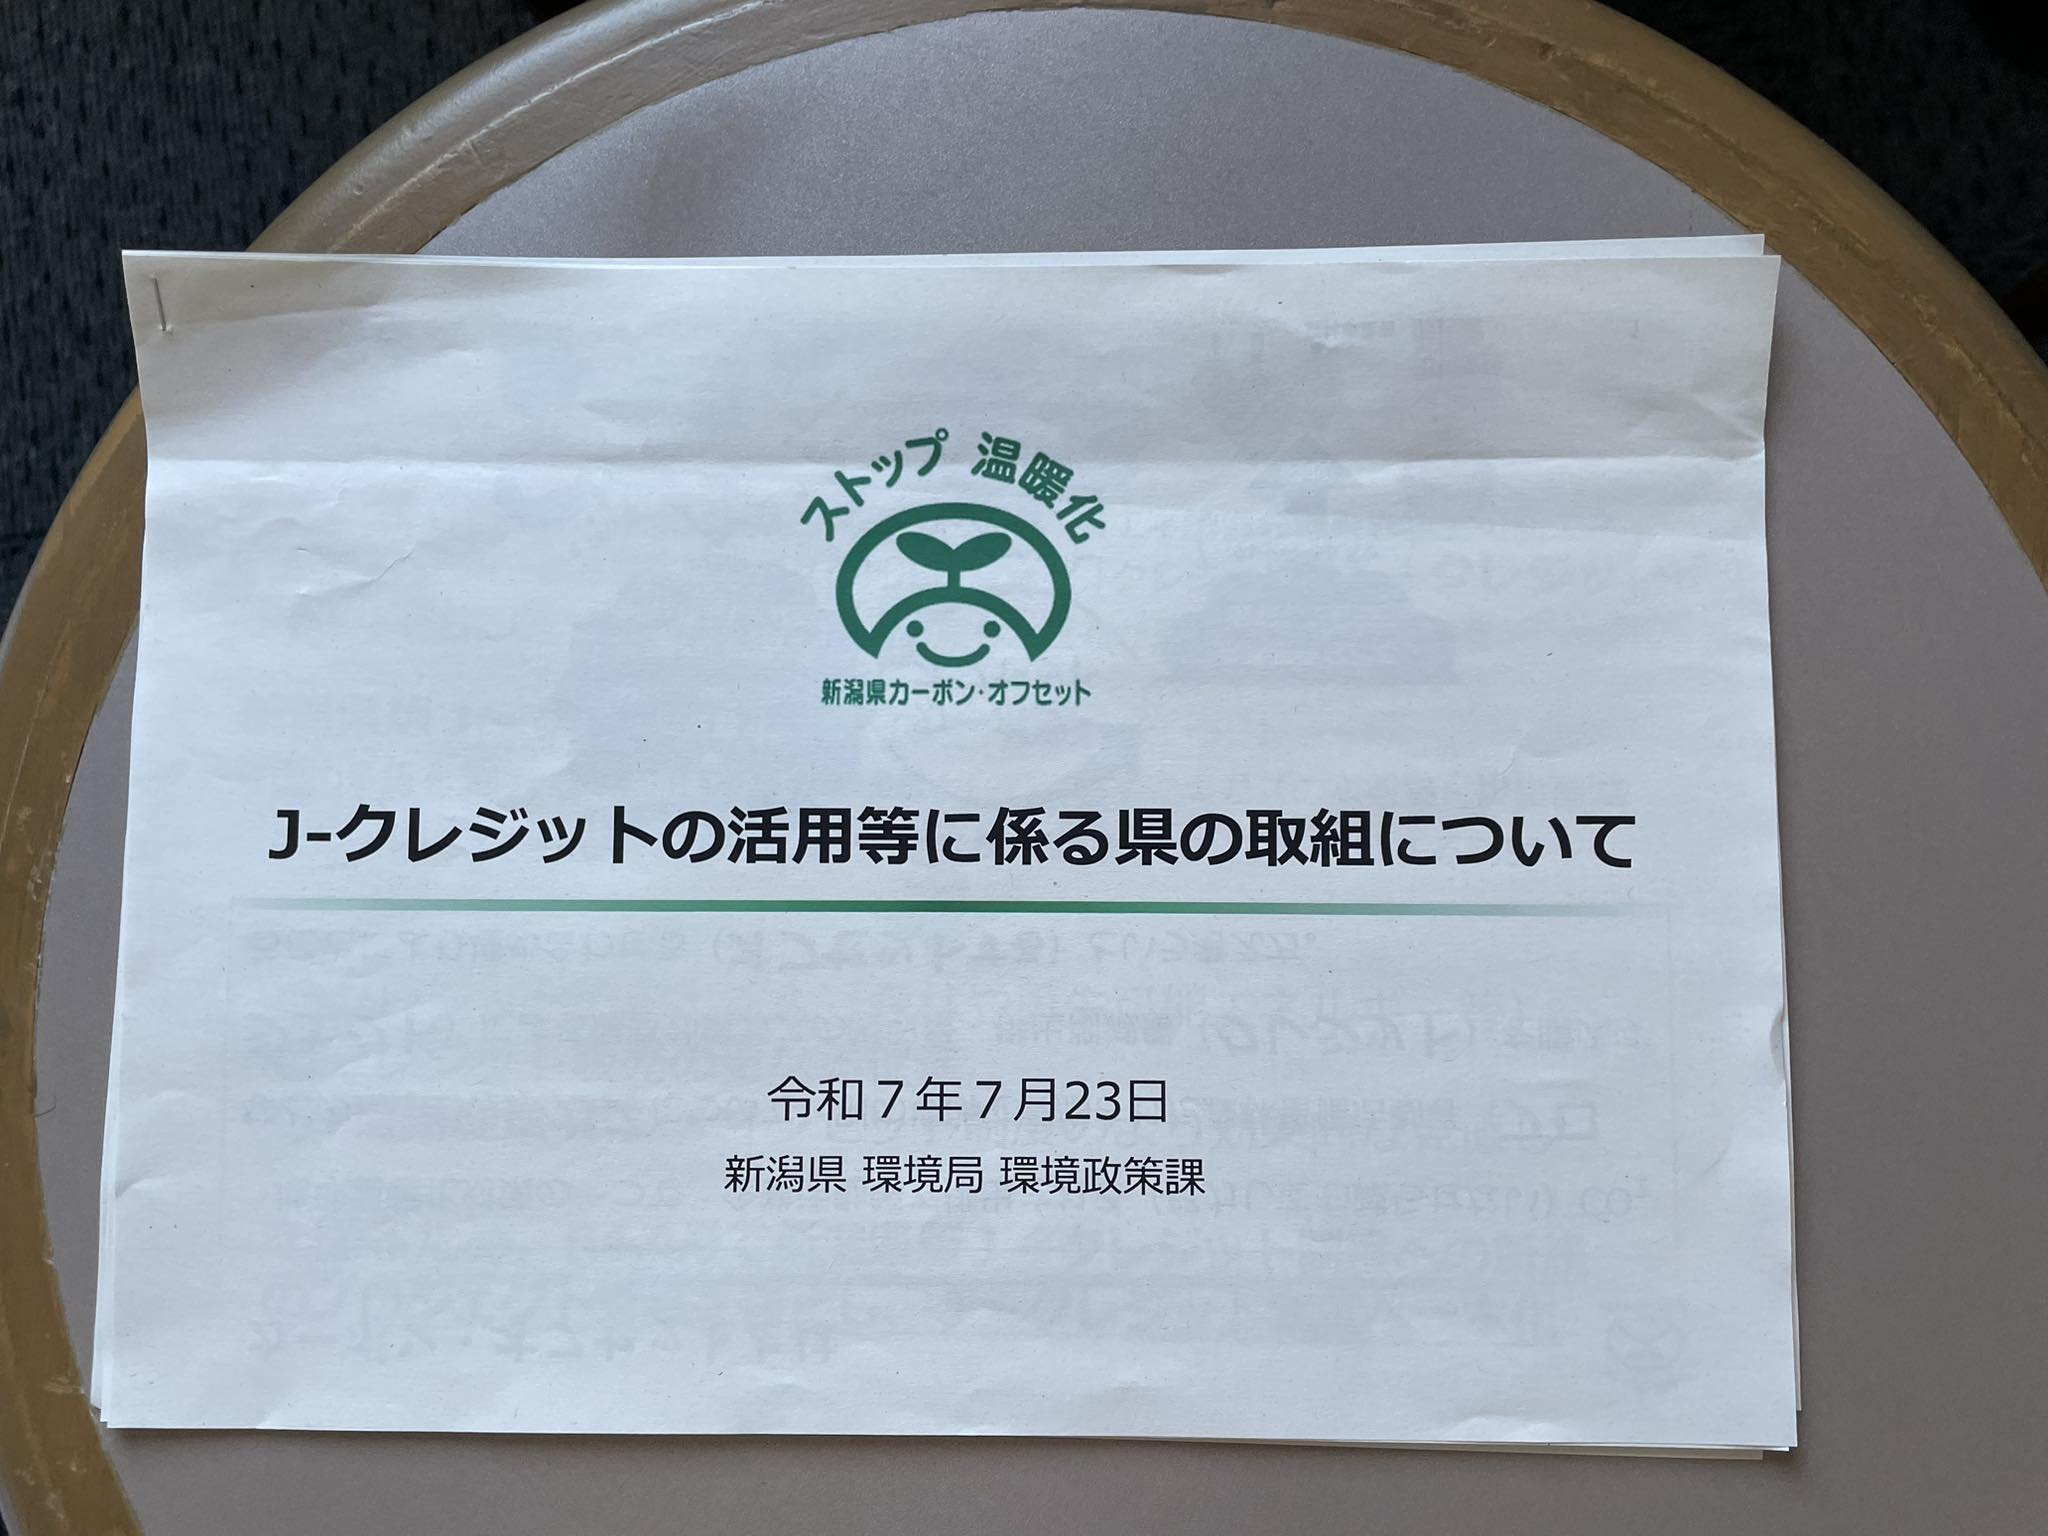 ストップ 温暖化
新潟県カーボン・オフセット
J-クレジットの活用等に係る県の取組について
令和７年７月23日
新潟県 環境局 環境政策課